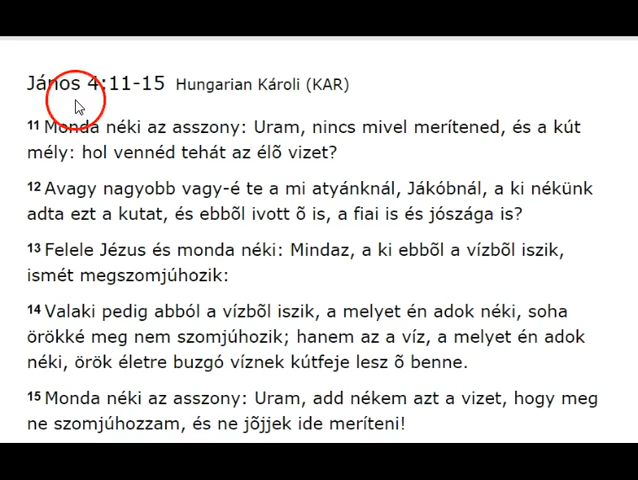 János 4:11-15 Hungarian Károli (KAR)
11 Monda néki az asszony: Uram, nincs mivel merítened, és a kút
mély: hol vennéd tehát az élõ vizet?
12 Avagy nagyobb vagy-é te a mi atyánknál, Jákóbnál, a ki nékünk
adta ezt a kutat, és ebbõl ivott õ is, a fiai is és jószága is?
13 Felele Jézus és monda néki: Mindaz, a ki ebbõl a vízbõl iszik,
ismét megszomjúhozik:
14 Valaki pedig abból a vízbõl iszik, a melyet én adok néki, soha
örökké meg nem szomjúhozik; hanem az a víz, a melyet én adok
néki, örök életre buzgó víznek kútfeje lesz õ benne.
15 Monda néki az asszony: Uram, add nékem azt a vizet, hogy meg
ne szomjúhozzam, és ne jõjjek ide meríteni!